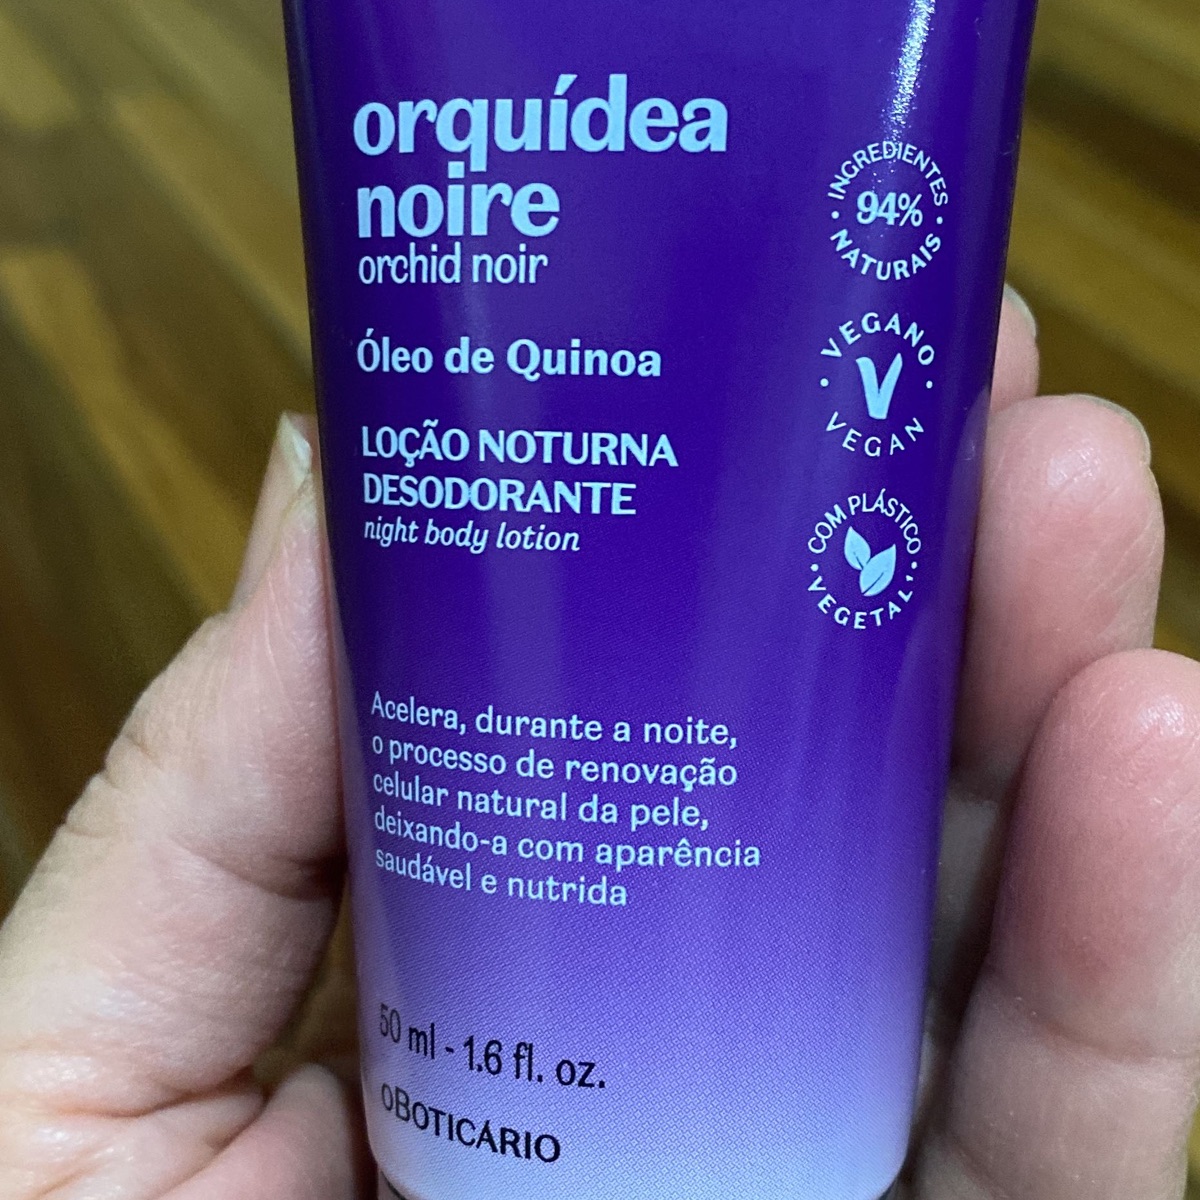 orquídea
noire
orchid noir
Óleo de Quinoa
LOÇÃO NOTURNA
DESODORANTE
night body lotion
INGREDIENTES
94%
NATURAIS
VEGANO
V
VEGAN
COM PLÁSTICO
VEGETAL
Acelera, durante a noite,
o processo de renovação
celular natural da pele,
deixando-a com aparência
saudável e nutrida
50 ml - 1.6 fl. oz.
oBOTICÁRIO